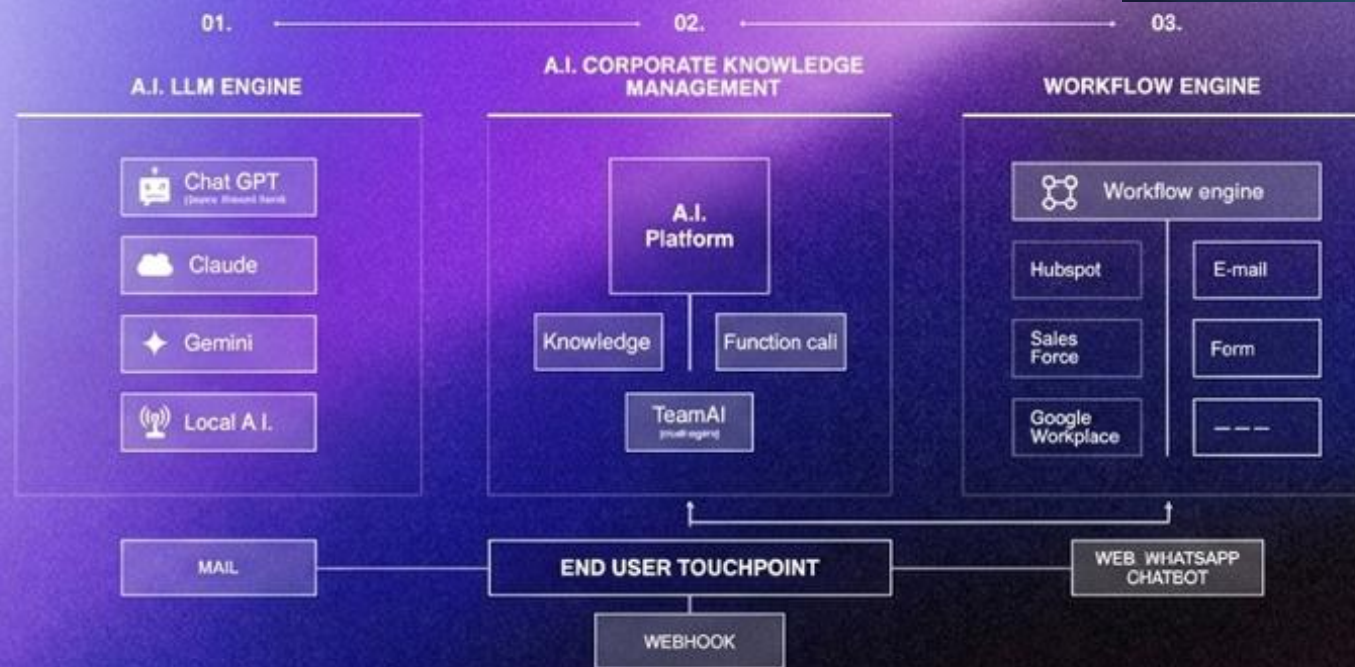 01.
02.
03.
A.I. LLM ENGINE
A.I. CORPORATE KNOWLEDGE
MANAGEMENT
WORKFLOW ENGINE
Chat GPT
Claude
Gemini
Local A I.
A.I.
Platform
Knowledge
Function cali
TeamAI
Workflow engine
Hubspot
E-mail
Sales
Force
Form
Google
Workplace
– – –
MAIL
END USER TOUCHPOINT
WEB WHATSAPP
CHATBOT
WEBHOOK